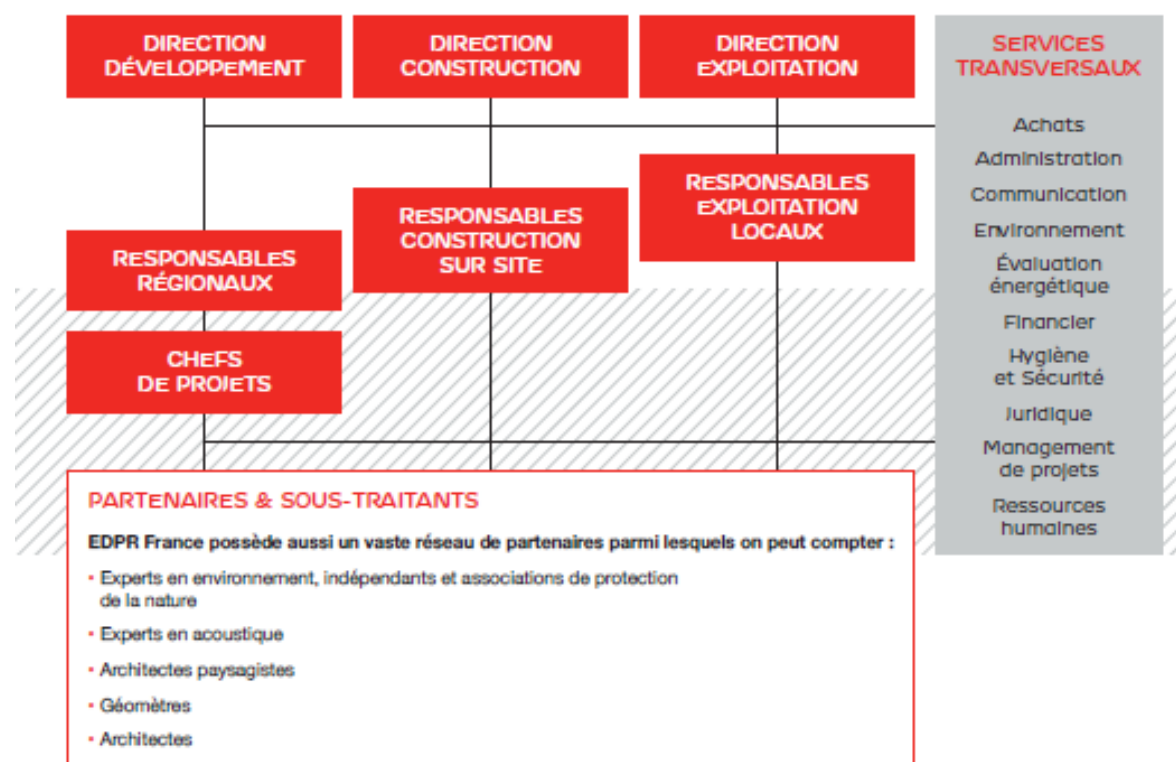 DIRECTION
DÉVELOPPEMENT
DIRECTION
CONSTRUCTION
DIRECTION
EXPLOITATION
SERVICES
TRANSVERSAUX
Achats
Administration
Communication
Environnement
Évaluation
énergétique
Financier
Hygiène
et Sécurité
Juridique
Management
de projets
Ressources
humaines
RESPONSABLES
RÉGIONAUX
RESPONSABLES
CONSTRUCTION
SUR SITE
RESPONSABLES
EXPLOITATION
LOCAUX
CHEFS
DE PROJETS
PARTENAIRES & SOUS-TRAITANTS
EDPR France possède aussi un vaste réseau de partenaires parmi lesquels on peut compter :
• Experts en environnement, indépendants et associations de protection
de la nature
• Experts en acoustique
• Architectes paysagistes
• Géomètres
• Architectes